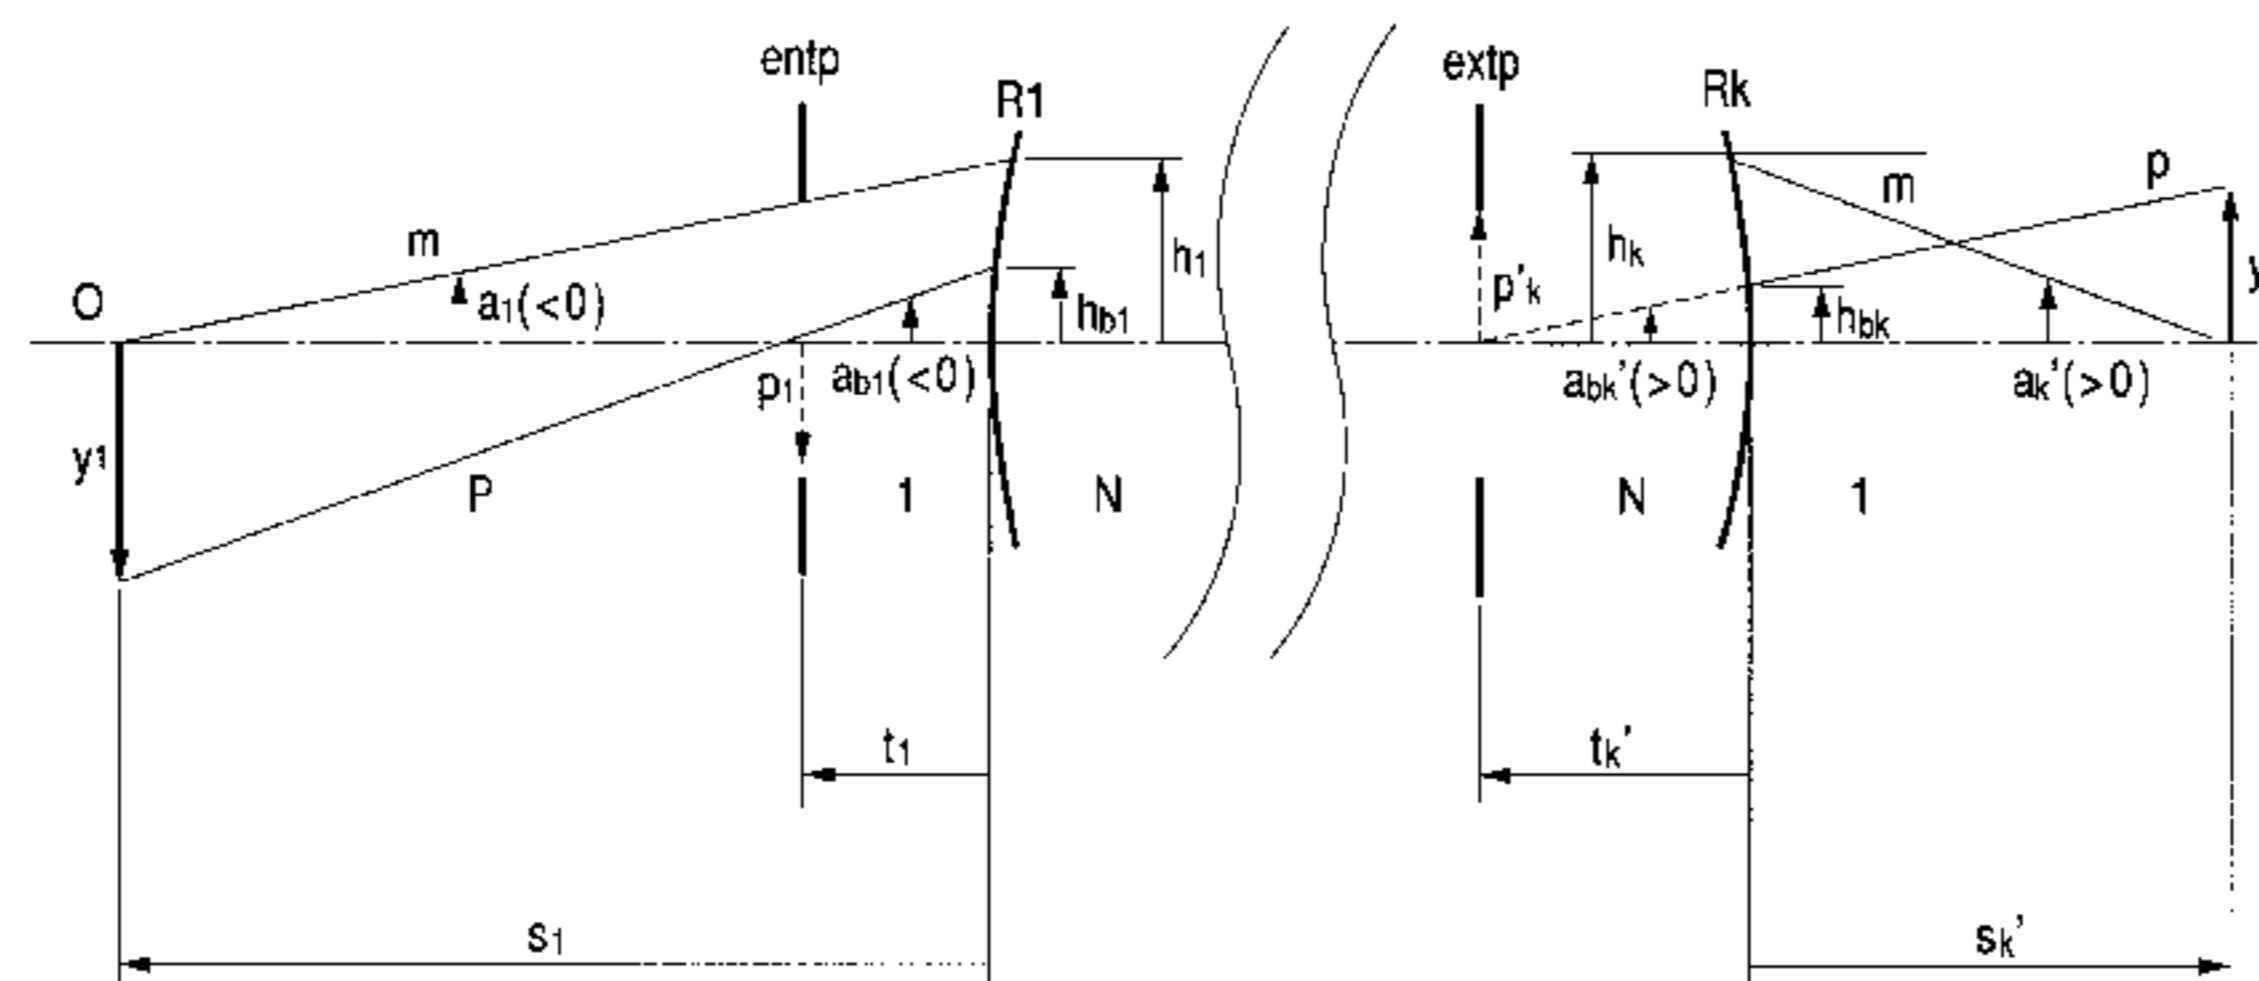 entp
extp
R1
Rk
m
h1
hk
m
p
O
a1(<0)
hb1
p'k
hbk
y
y1
p1
ab1(<0)
abk'(>0)
ak'(>0)
P
1
N
N
1
t1
tk'
s1
sk'